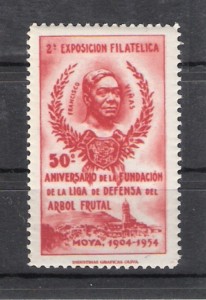 2ª EXPOSICION FILATELICA
FRANCISCO
50º
ANIVERSARIO DE LA FUNDACIÓN
DE LA LIGA DE DEFENSA DEL
ARBOL FRUTAL
MOYA, 1904-1954